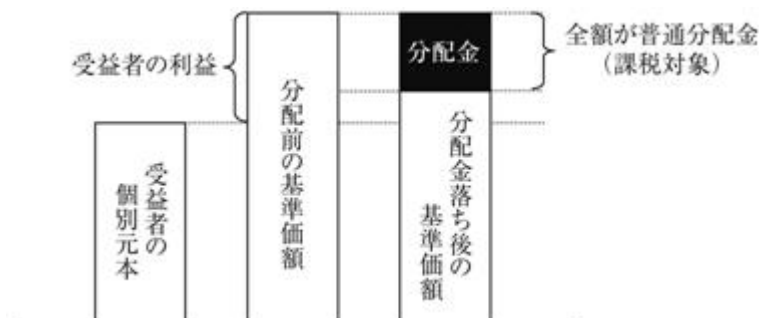 受益者の利益
受益者の
個別元本
分配前の基準価額
分配金
分配金落ち後の
基準価額
全額が普通分配金
（課税対象）